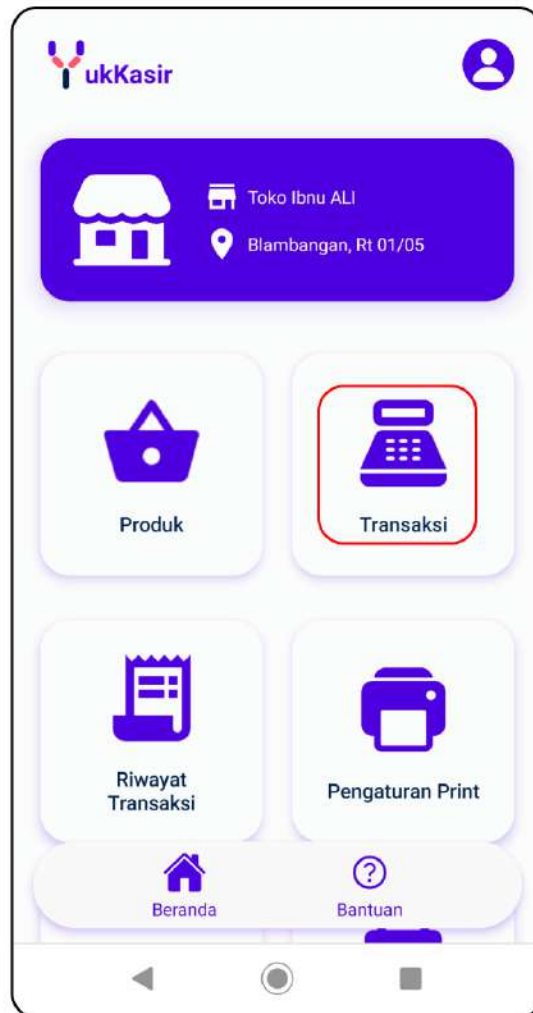 YukKasir
Toko Ibnu ALI
Blambangan, Rt 01/05
Produk
Transaksi
Riwayat
Transaksi
Pengaturan Print
Beranda
Bantuan